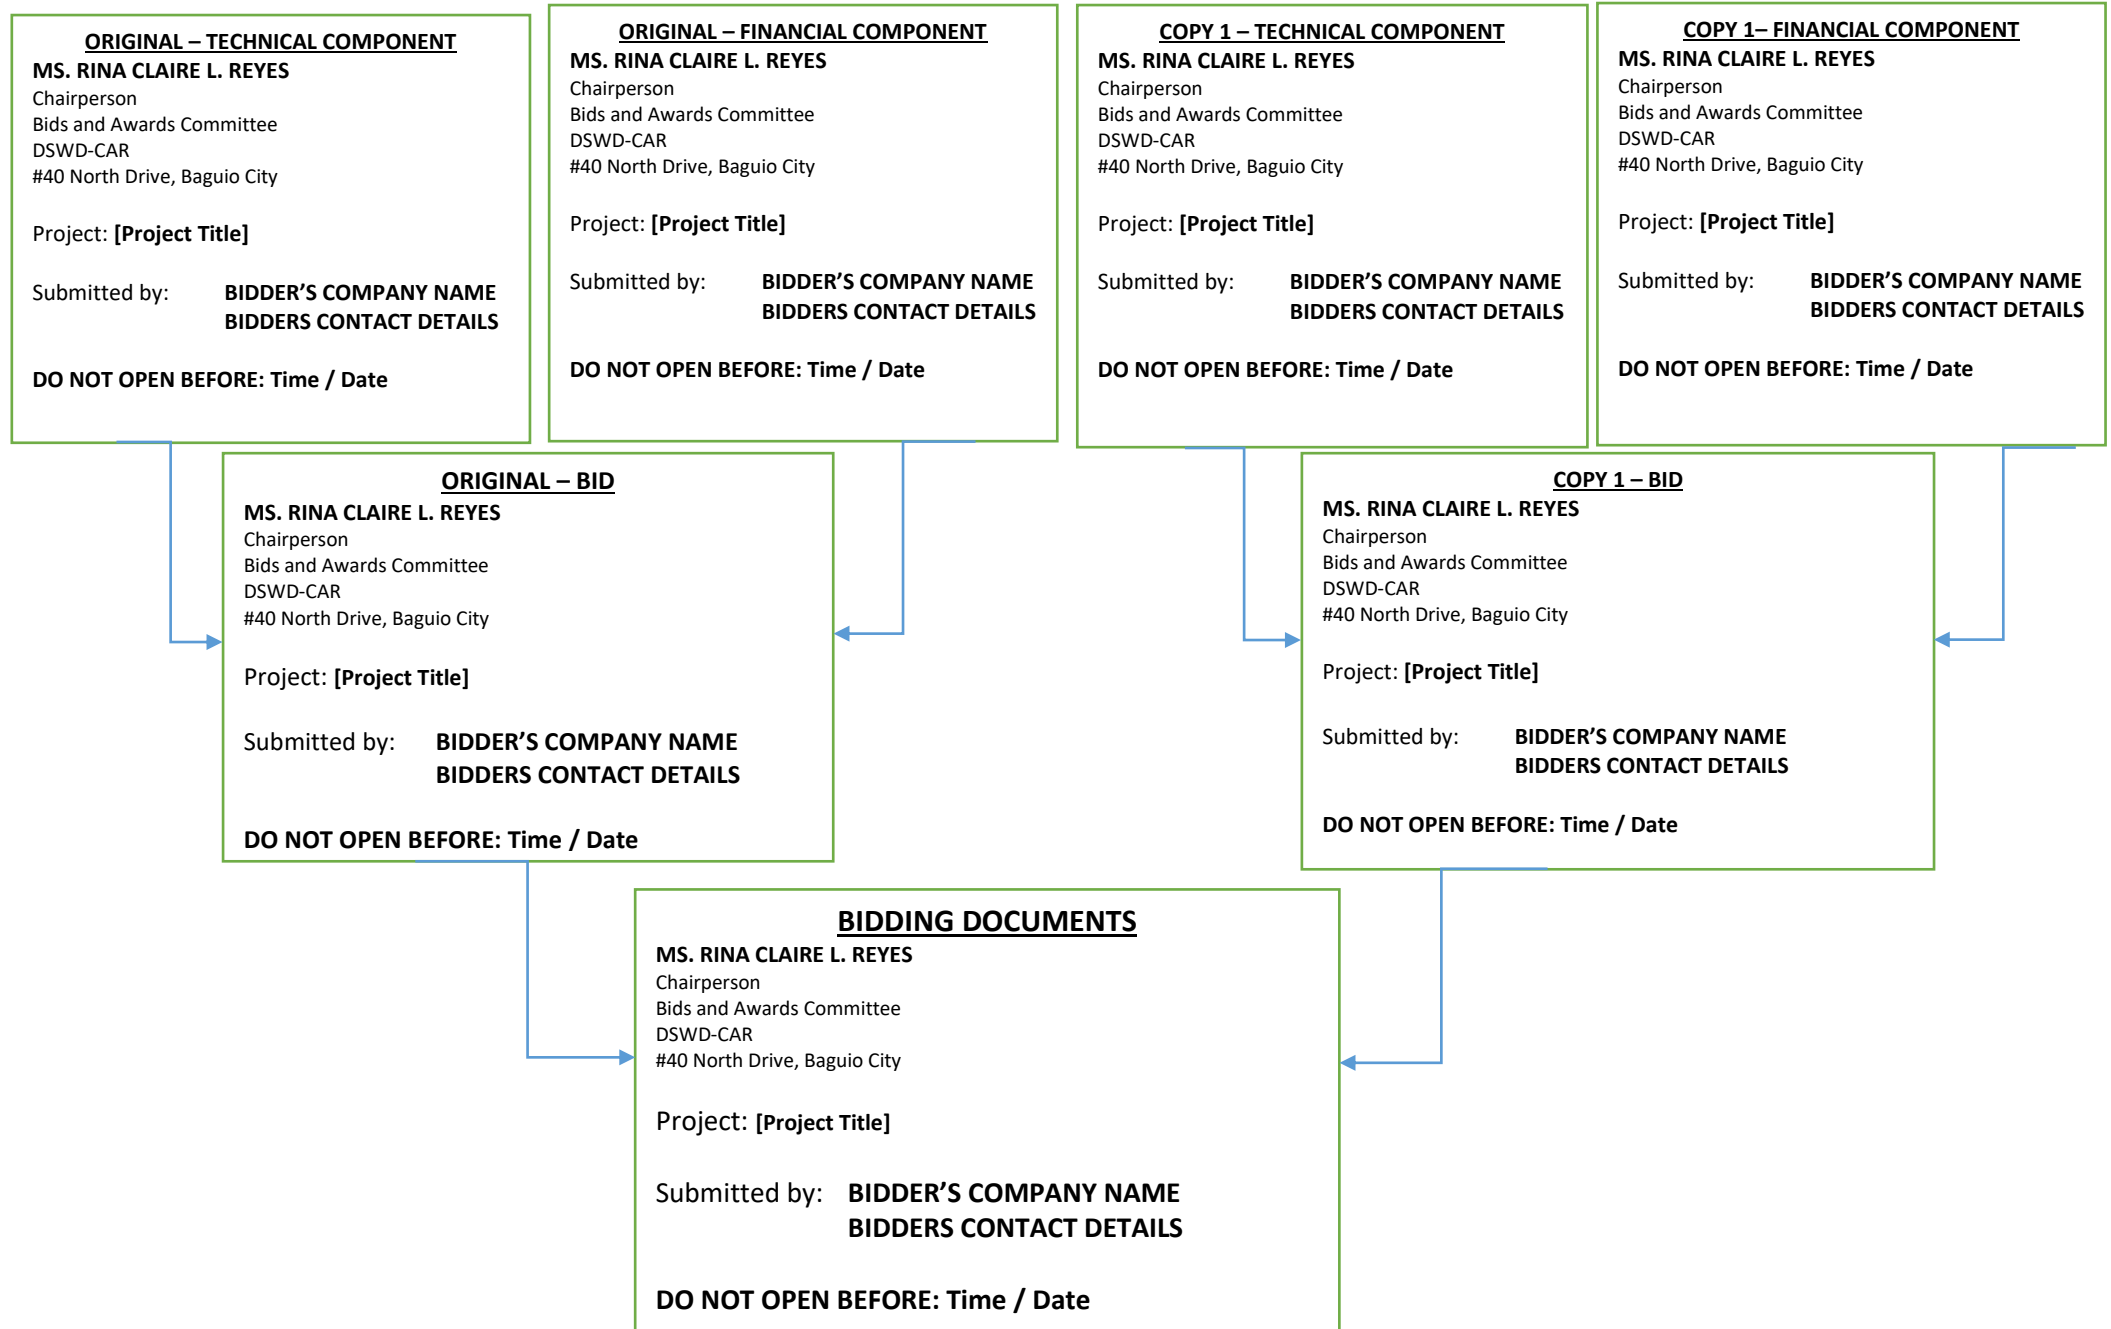 ORIGINAL – TECHNICAL COMPONENT
MS. RINA CLAIRE L. REYES
Chairperson
Bids and Awards Committee
DSWD-CAR
#40 North Drive, Baguio City
Project: [Project Title]
Submitted by: BIDDER’S COMPANY NAME
BIDDERS CONTACT DETAILS
DO NOT OPEN BEFORE: Time / Date
ORIGINAL – FINANCIAL COMPONENT
MS. RINA CLAIRE L. REYES
Chairperson
Bids and Awards Committee
DSWD-CAR
#40 North Drive, Baguio City
Project: [Project Title]
Submitted by: BIDDER’S COMPANY NAME
BIDDERS CONTACT DETAILS
DO NOT OPEN BEFORE: Time / Date
COPY 1 – TECHNICAL COMPONENT
MS. RINA CLAIRE L. REYES
Chairperson
Bids and Awards Committee
DSWD-CAR
#40 North Drive, Baguio City
Project: [Project Title]
Submitted by: BIDDER’S COMPANY NAME
BIDDERS CONTACT DETAILS
DO NOT OPEN BEFORE: Time / Date
COPY 1– FINANCIAL COMPONENT
MS. RINA CLAIRE L. REYES
Chairperson
Bids and Awards Committee
DSWD-CAR
#40 North Drive, Baguio City
Project: [Project Title]
Submitted by: BIDDER’S COMPANY NAME
BIDDERS CONTACT DETAILS
DO NOT OPEN BEFORE: Time / Date
ORIGINAL – BID
MS. RINA CLAIRE L. REYES
Chairperson
Bids and Awards Committee
DSWD-CAR
#40 North Drive, Baguio City
Project: [Project Title]
Submitted by: BIDDER’S COMPANY NAME
BIDDERS CONTACT DETAILS
DO NOT OPEN BEFORE: Time / Date
COPY 1 – BID
MS. RINA CLAIRE L. REYES
Chairperson
Bids and Awards Committee
DSWD-CAR
#40 North Drive, Baguio City
Project: [Project Title]
Submitted by: BIDDER’S COMPANY NAME
BIDDERS CONTACT DETAILS
DO NOT OPEN BEFORE: Time / Date
BIDDING DOCUMENTS
MS. RINA CLAIRE L. REYES
Chairperson
Bids and Awards Committee
DSWD-CAR
#40 North Drive, Baguio City
Project: [Project Title]
Submitted by: BIDDER’S COMPANY NAME
BIDDERS CONTACT DETAILS
DO NOT OPEN BEFORE: Time / Date